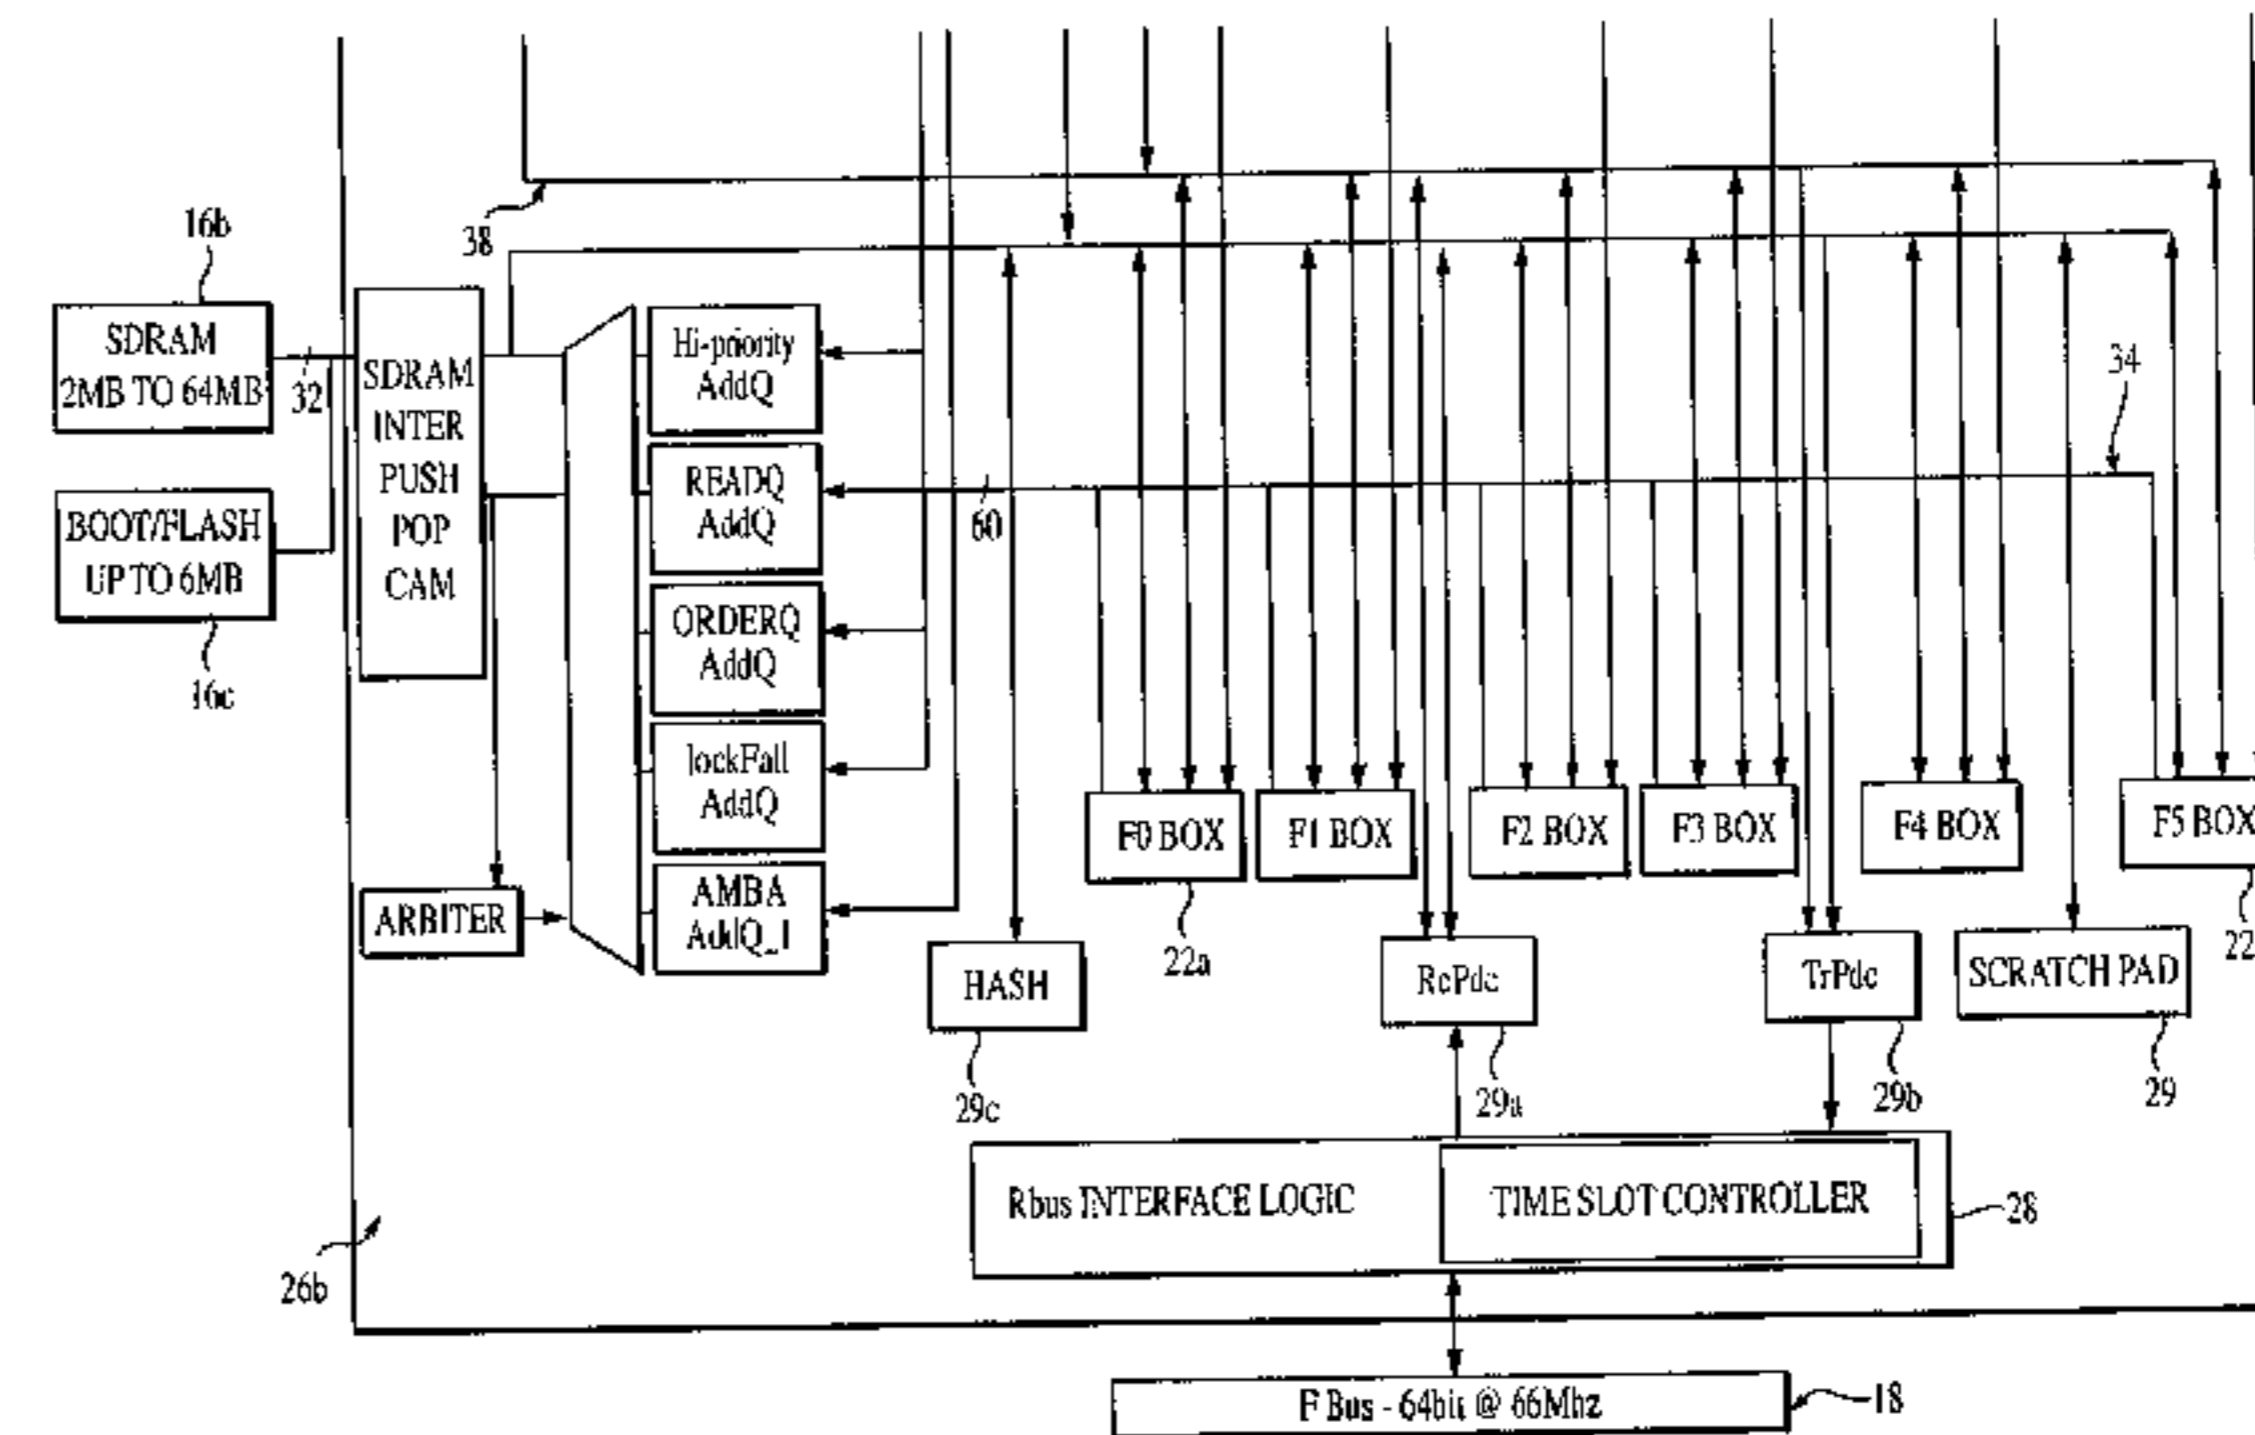 38
16b
SDRAM
2MB TO 64MB
32
BOOT/FLASH
UP TO 6MB
16c
SDRAM
INTER
PUSH
POP
CAM
Hi-priority
AddQ
READQ
AddQ
ORDERQ
AddQ
lockFall
AddQ
AMBA
AddQ_1
ARBITER
60
34
F0 BOX
F1 BOX
F2 BOX
F3 BOX
F4 BOX
F5 BOX
22a
22
HASH
RePdc
TrPdc
SCRATCH PAD
29c
29a
29b
29
Rbus INTERFACE LOGIC
TIME SLOT CONTROLLER
28
26b
F Bus - 64bit @ 66Mhz
18